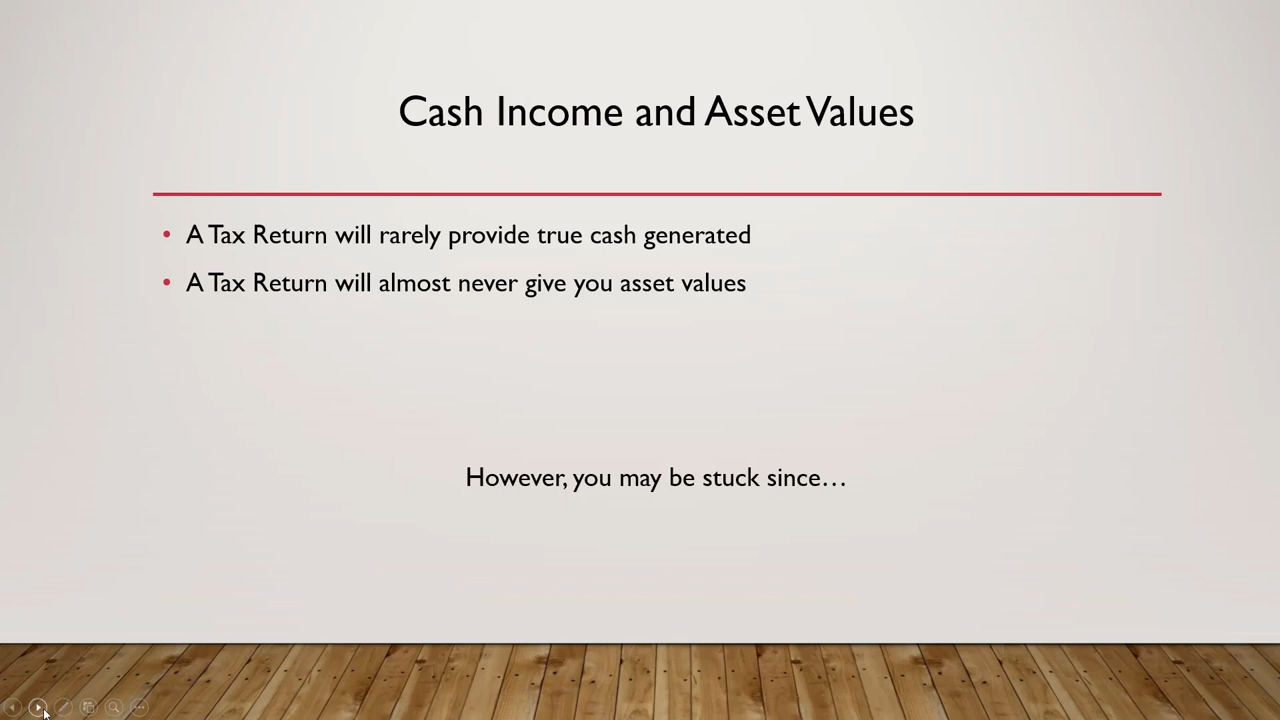 Cash Income and Asset Values
• A Tax Return will rarely provide true cash generated
• A Tax Return will almost never give you asset values
However, you may be stuck since…